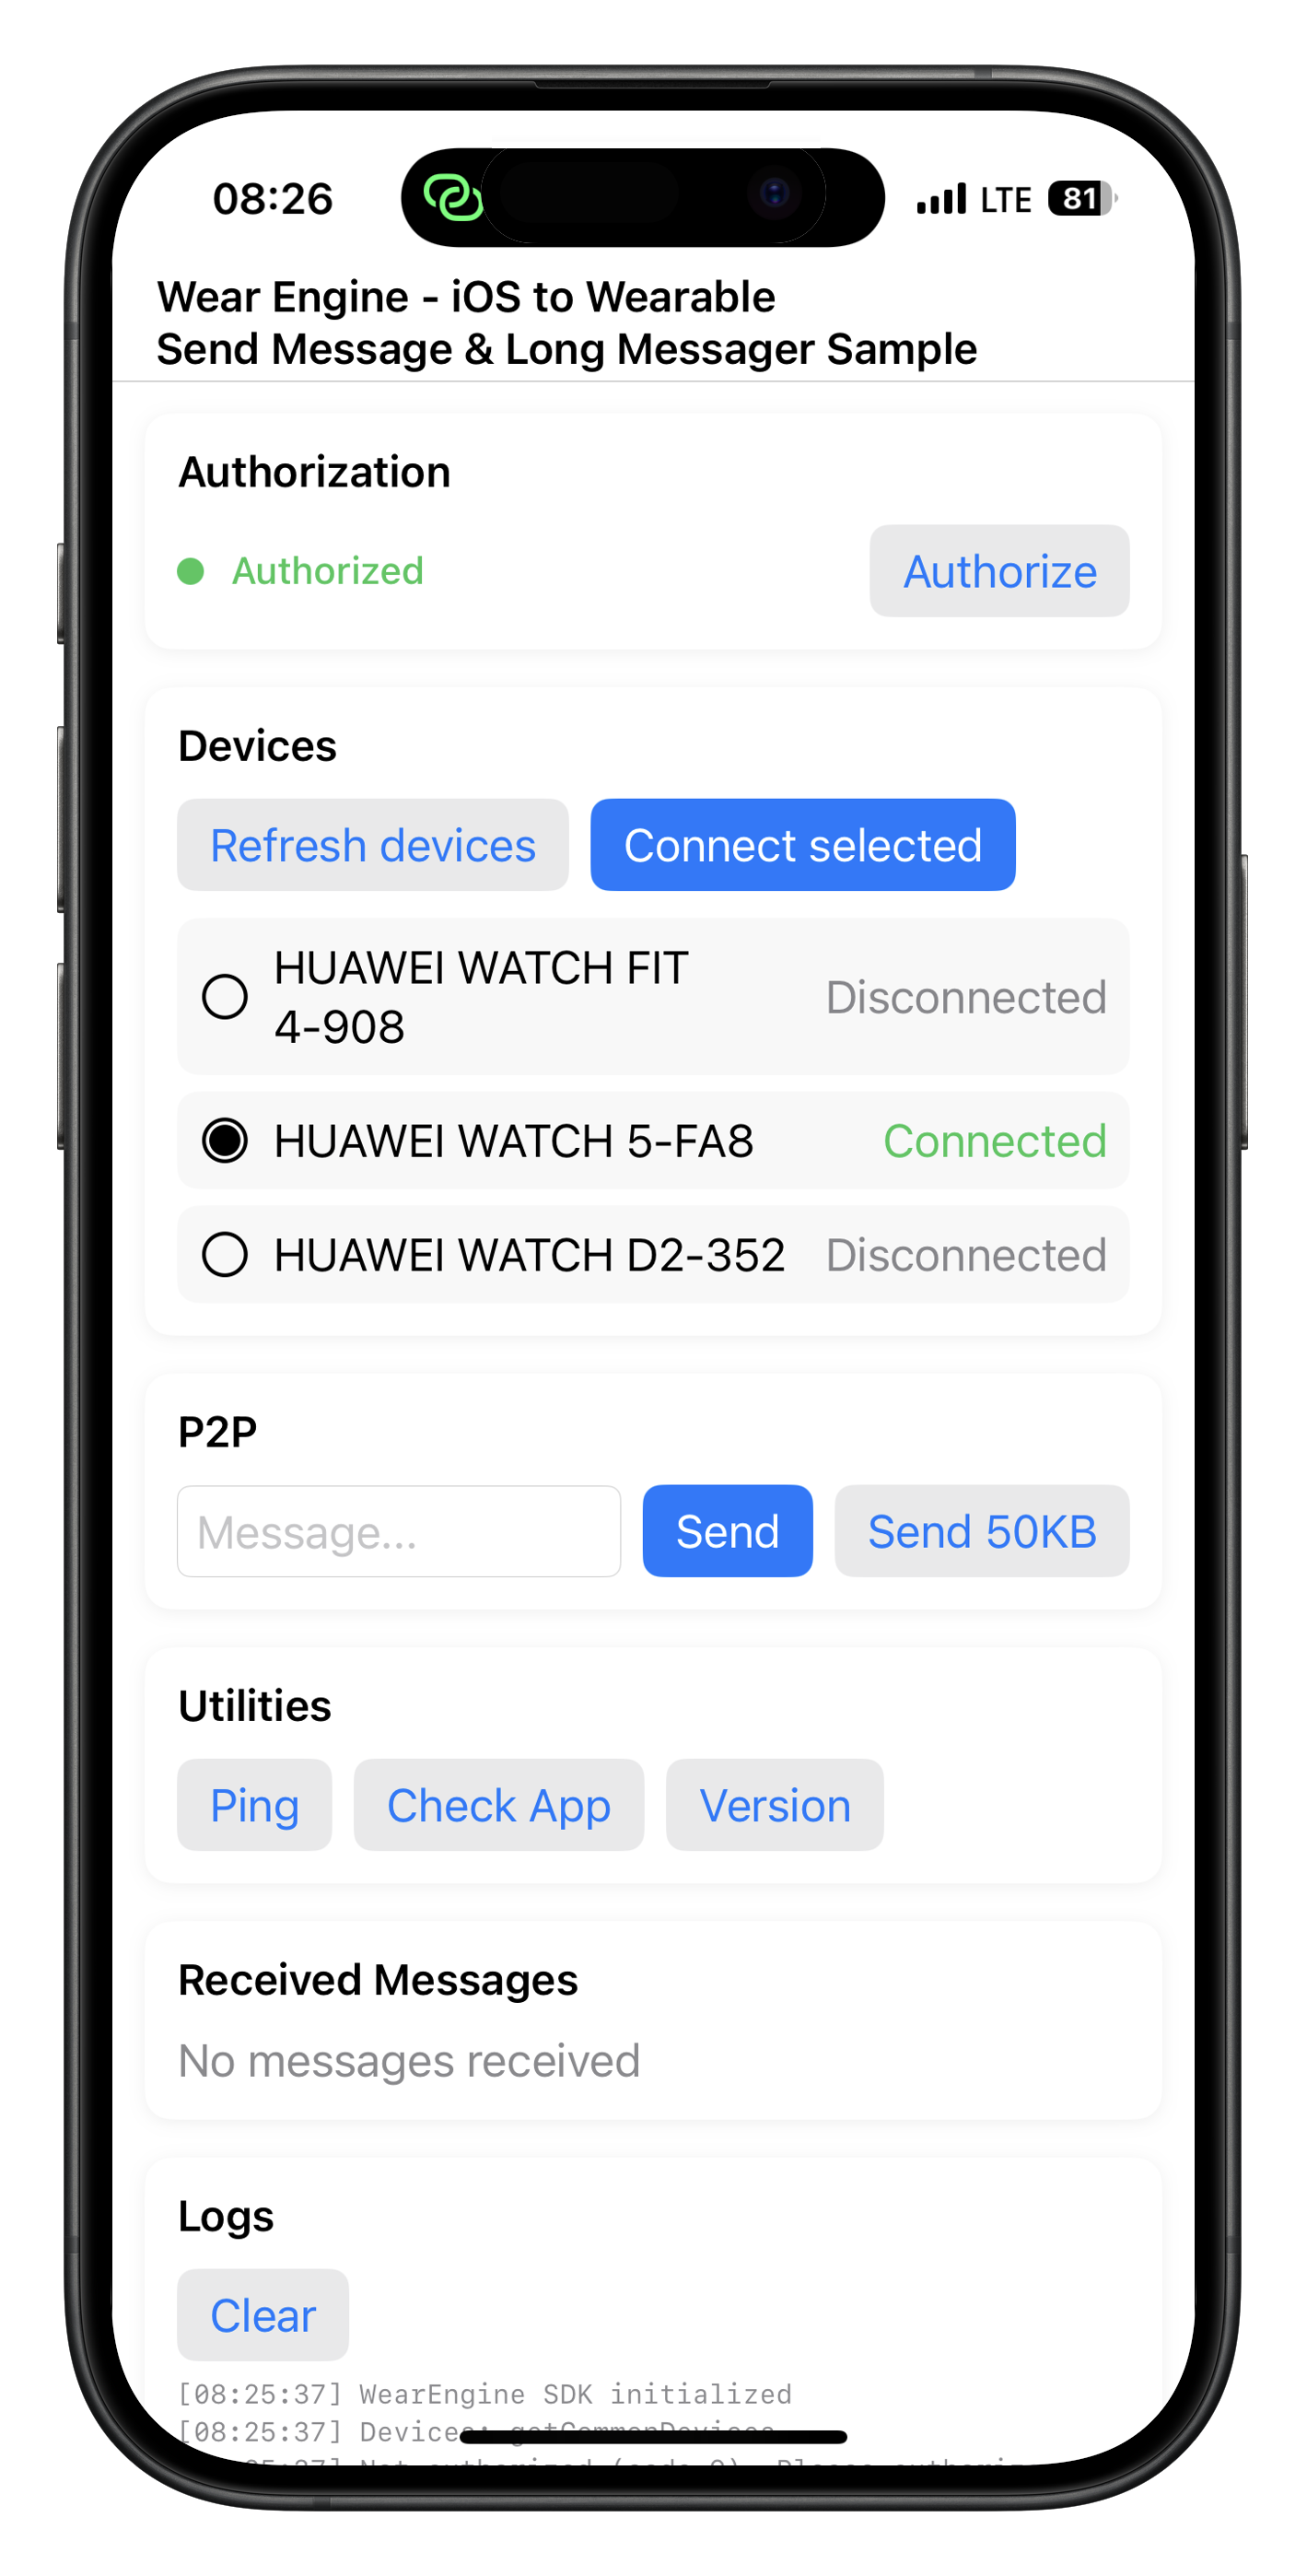 08:26
LTE
81
Wear Engine - iOS to Wearable
Send Message & Long Messager Sample
Authorization
Authorized
Authorize
Devices
Refresh devices
Connect selected
HUAWEI WATCH FIT
4-908
Disconnected
HUAWEI WATCH 5-FA8
Connected
HUAWEI WATCH D2-352
Disconnected
P2P
Message...
Send
Send 50KB
Utilities
Ping
Check App
Version
Received Messages
No messages received
Logs
Clear
[08:25:37] WearEngine SDK initialized
[08:25:37] Devices: getCommonDevices